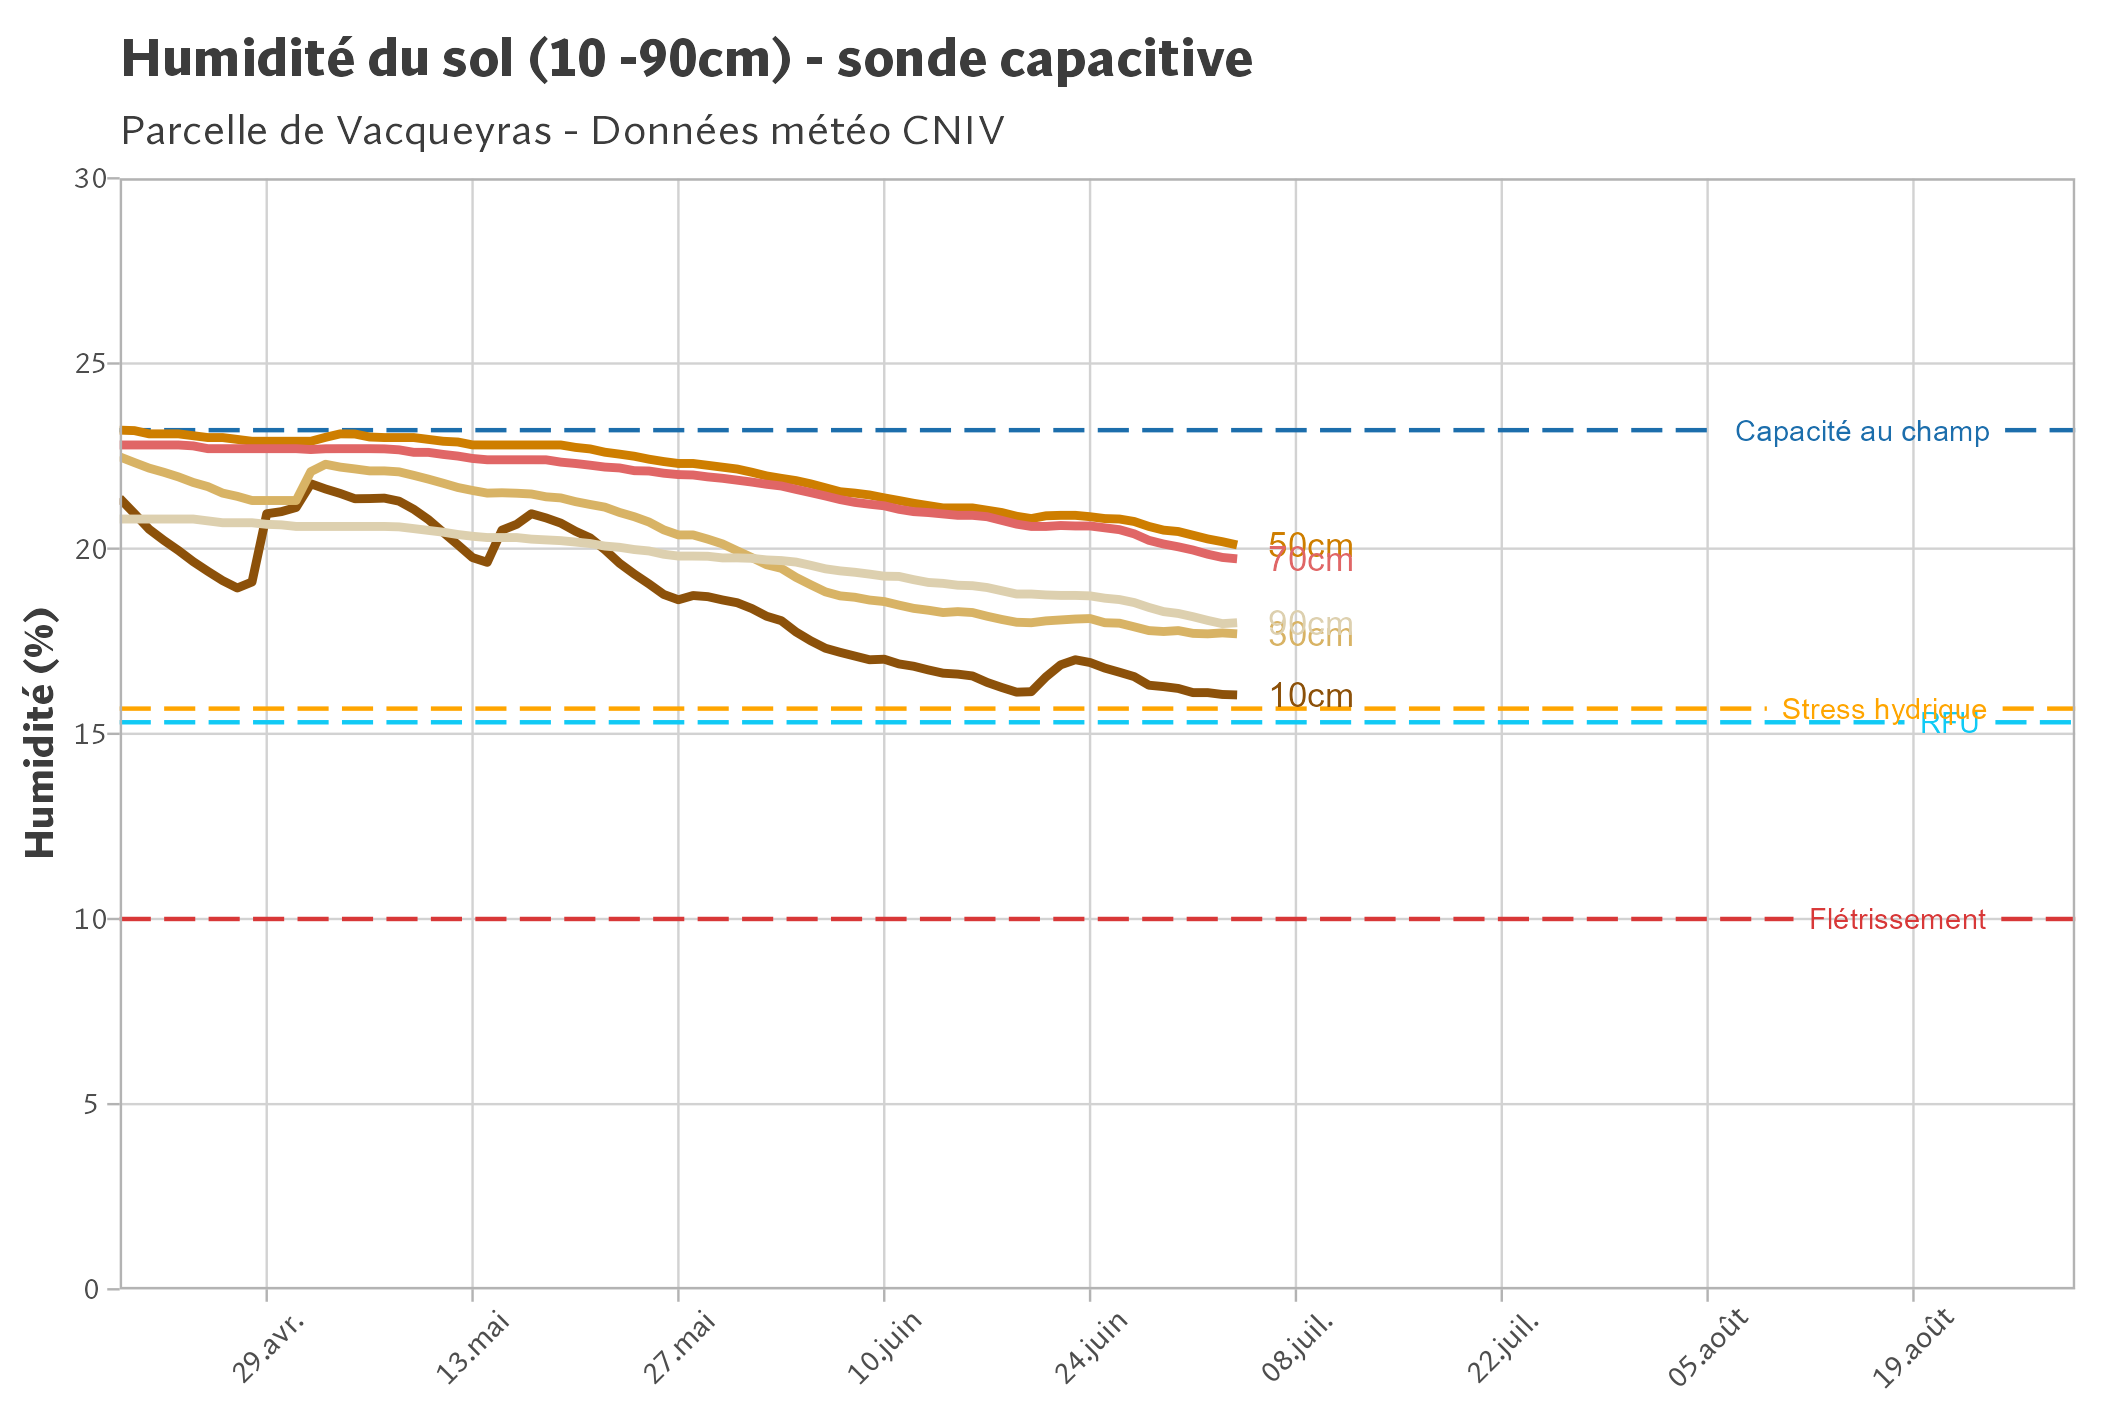 Humidité du sol (10 -90cm) - sonde capacitive
Parcelle de Vacqueyras - Données météo CNIV
Humidité (%)
30
25
20
15
10
5
0
Capacité au champ
50cm
70cm
90cm
30cm
10cm
Stress hydrique
RFU
Flétrissement
29.avr.
13.mai
27.mai
10.juin
24.juin
08.juil.
22.juil.
05.août
19.août